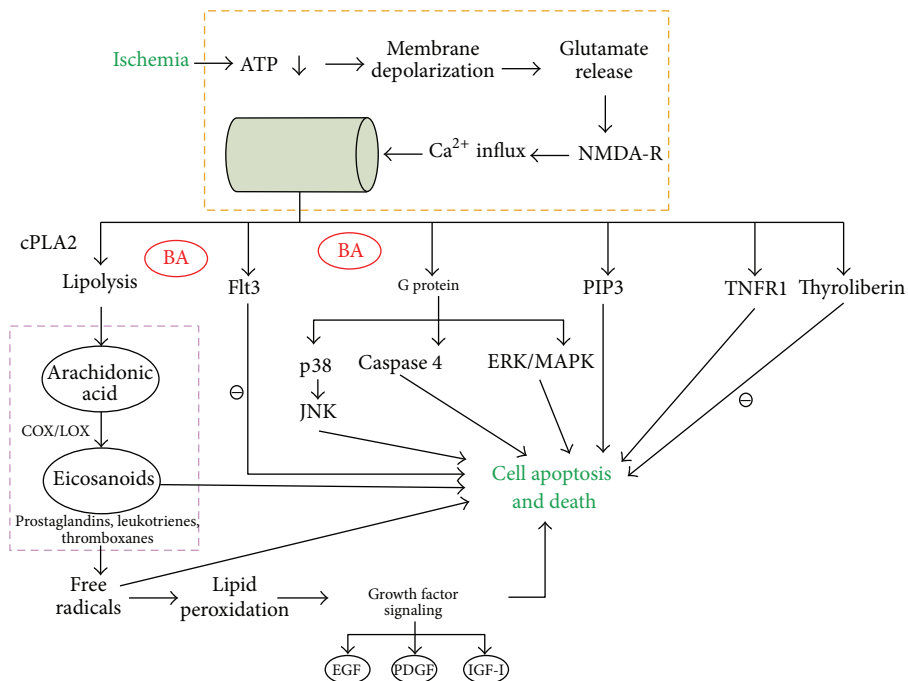 Ischemia
ATP ↓
Membrane
depolarization
Glutamate
release
NMDA-R
Ca²⁺ influx
cPLA2
BA
BA
Lipolysis
Flt3
G protein
PIP3
TNFR1
Thyroliberin
p38
Caspase 4
ERK/MAPK
JNK
Arachidonic
acid
COX/LOX
Eicosanoids
Prostaglandins, leukotrienes,
thromboxanes
⊖
⊖
Cell apoptosis
and death
Free
radicals
Lipid
peroxidation
Growth factor
signaling
EGF
PDGF
IGF-I